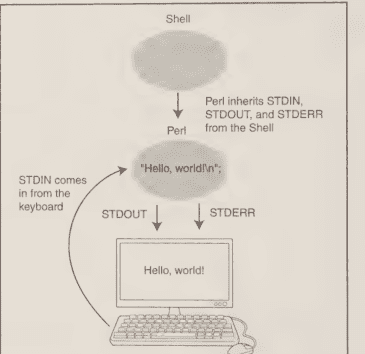 Shell
Perl inherits STDIN,
STDOUT, and STDERR
from the Shell
Perl
"Hello, world!\n";
STDIN comes
in from the
keyboard
STDOUT
STDERR
Hello, world!